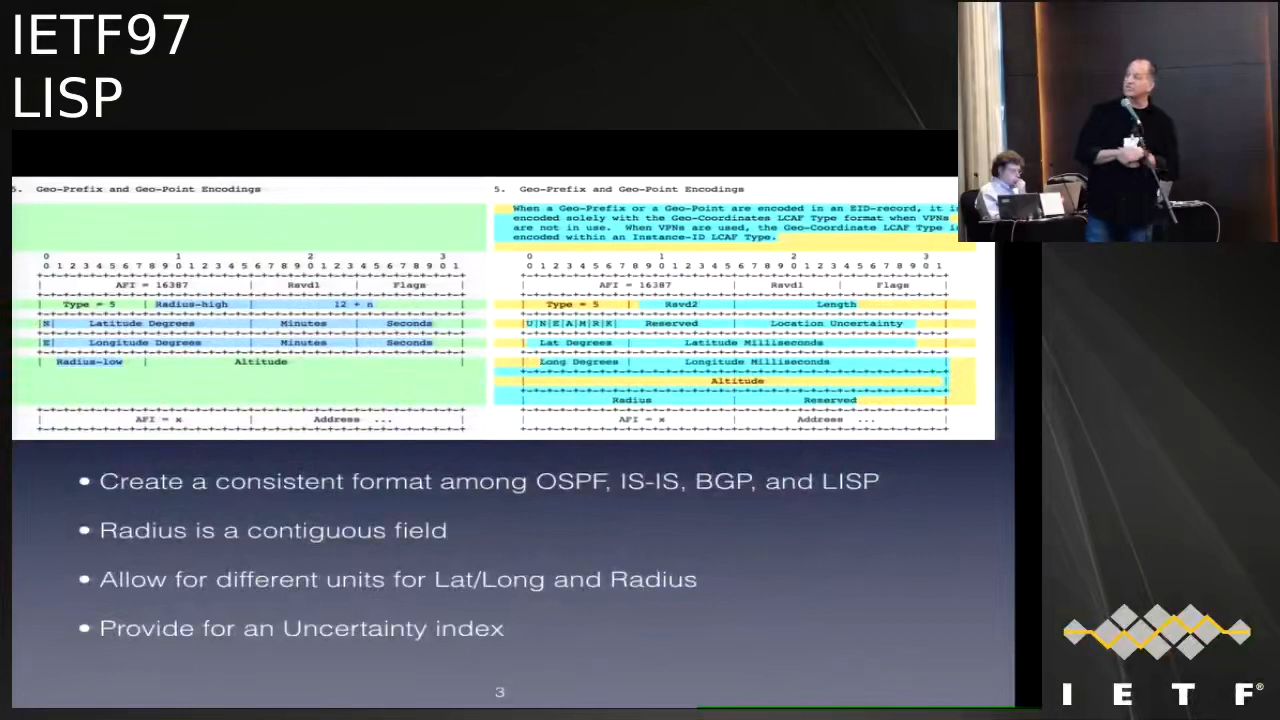 IETF97
LISP
5. Geo-Prefix and Geo-Point Encodings
0 1 2 3
0 1 2 3 4 5 6 7 8 9 0 1 2 3 4 5 6 7 8 9 0 1 2 3 4 5 6 7 8 9 0 1
+-+-+-+-+-+-+-+-+-+-+-+-+-+-+-+-+-+-+-+-+-+-+-+-+-+-+-+-+-+-+-+-+
| AFI = 16387 | Rsvd1 | Flags |
+-+-+-+-+-+-+-+-+-+-+-+-+-+-+-+-+-+-+-+-+-+-+-+-+-+-+-+-+-+-+-+-+
| Type = 5 | Radius-high | 12 + n |
+-+-+-+-+-+-+-+-+-+-+-+-+-+-+-+-+-+-+-+-+-+-+-+-+-+-+-+-+-+-+-+-+
|N| Latitude Degrees | Minutes | Seconds |
+-+-+-+-+-+-+-+-+-+-+-+-+-+-+-+-+-+-+-+-+-+-+-+-+-+-+-+-+-+-+-+-+
|E| Longitude Degrees | Minutes | Seconds |
+-+-+-+-+-+-+-+-+-+-+-+-+-+-+-+-+-+-+-+-+-+-+-+-+-+-+-+-+-+-+-+-+
| Radius-low | Altitude |
+-+-+-+-+-+-+-+-+-+-+-+-+-+-+-+-+-+-+-+-+-+-+-+-+-+-+-+-+-+-+-+-+
| AFI = x | Address ... |
+-+-+-+-+-+-+-+-+-+-+-+-+-+-+-+-+-+-+-+-+-+-+-+-+-+-+-+-+-+-+-+-+
5. Geo-Prefix and Geo-Point Encodings
When a Geo-Prefix or a Geo-Point are encoded in an EID-record, it
encoded solely with the Geo-Coordinates LCAF Type format when VPNs
are not in use. When VPNs are used, the Geo-Coordinate LCAF Type
encoded within an Instance-ID LCAF Type.
0 1 2 3
0 1 2 3 4 5 6 7 8 9 0 1 2 3 4 5 6 7 8 9 0 1 2 3 4 5 6 7 8 9 0 1
+-+-+-+-+-+-+-+-+-+-+-+-+-+-+-+-+-+-+-+-+-+-+-+-+-+-+-+-+-+-+-+-+
| AFI = 16387 | Rsvd1 | Flags |
+-+-+-+-+-+-+-+-+-+-+-+-+-+-+-+-+-+-+-+-+-+-+-+-+-+-+-+-+-+-+-+-+
| Type = 5 | Rsvd2 | Length |
+-+-+-+-+-+-+-+-+-+-+-+-+-+-+-+-+-+-+-+-+-+-+-+-+-+-+-+-+-+-+-+-+
|U|N|E|A|M|R|K| Reserved | Location Uncertainty |
+-+-+-+-+-+-+-+-+-+-+-+-+-+-+-+-+-+-+-+-+-+-+-+-+-+-+-+-+-+-+-+-+
| Lat Degrees | Latitude Milliseconds |
+-+-+-+-+-+-+-+-+-+-+-+-+-+-+-+-+-+-+-+-+-+-+-+-+-+-+-+-+-+-+-+-+
| Long Degrees | Longitude Milliseconds |
+-+-+-+-+-+-+-+-+-+-+-+-+-+-+-+-+-+-+-+-+-+-+-+-+-+-+-+-+-+-+-+-+
| Altitude |
+-+-+-+-+-+-+-+-+-+-+-+-+-+-+-+-+-+-+-+-+-+-+-+-+-+-+-+-+-+-+-+-+
| Radius | Reserved |
+-+-+-+-+-+-+-+-+-+-+-+-+-+-+-+-+-+-+-+-+-+-+-+-+-+-+-+-+-+-+-+-+
| AFI = x | Address ... |
+-+-+-+-+-+-+-+-+-+-+-+-+-+-+-+-+-+-+-+-+-+-+-+-+-+-+-+-+-+-+-+-+
• Create a consistent format among OSPF, IS-IS, BGP, and LISP
• Radius is a contiguous field
• Allow for different units for Lat/Long and Radius
• Provide for an Uncertainty index
3
I E T F®